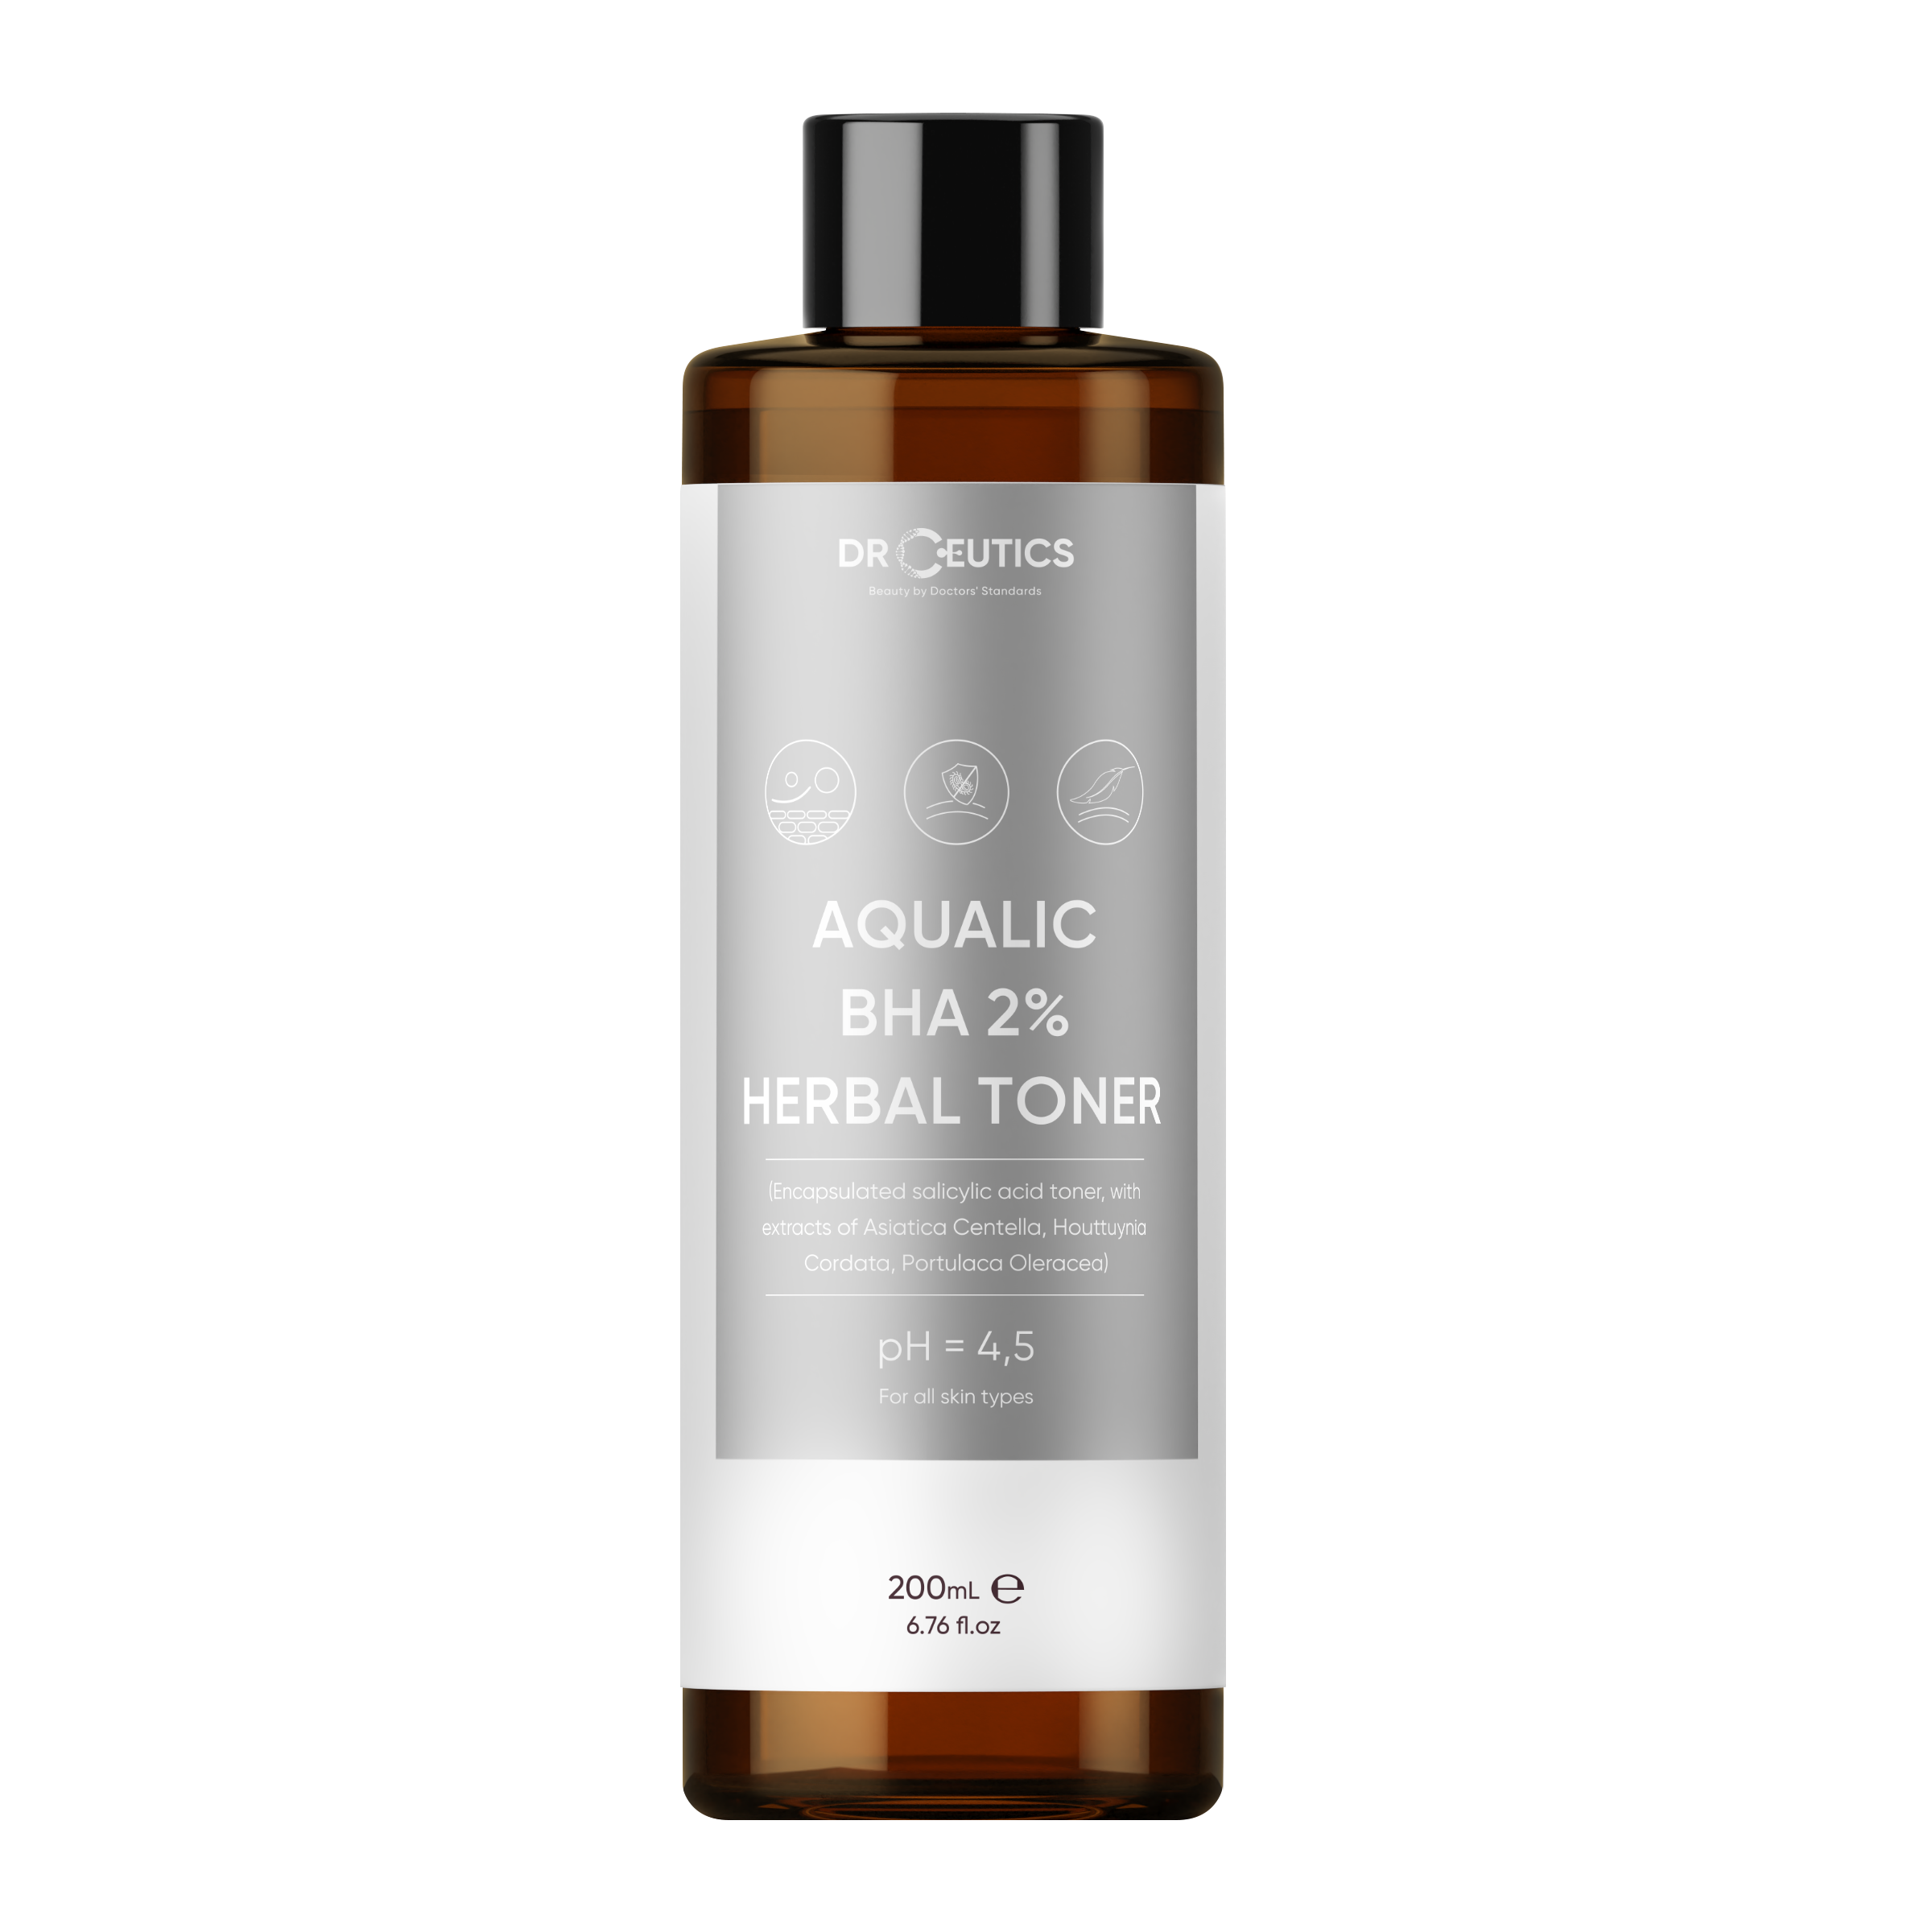 DR CEUTICS
Beauty by Doctors' Standards
AQUALIC
BHA 2%
HERBAL TONER
(Encapsulated salicylic acid toner, with
extracts of Asiatica Centella, Houttuynia
Cordata, Portulaca Oleracea)
pH = 4,5
For all skin types
200mL ℮
6.76 fl.oz